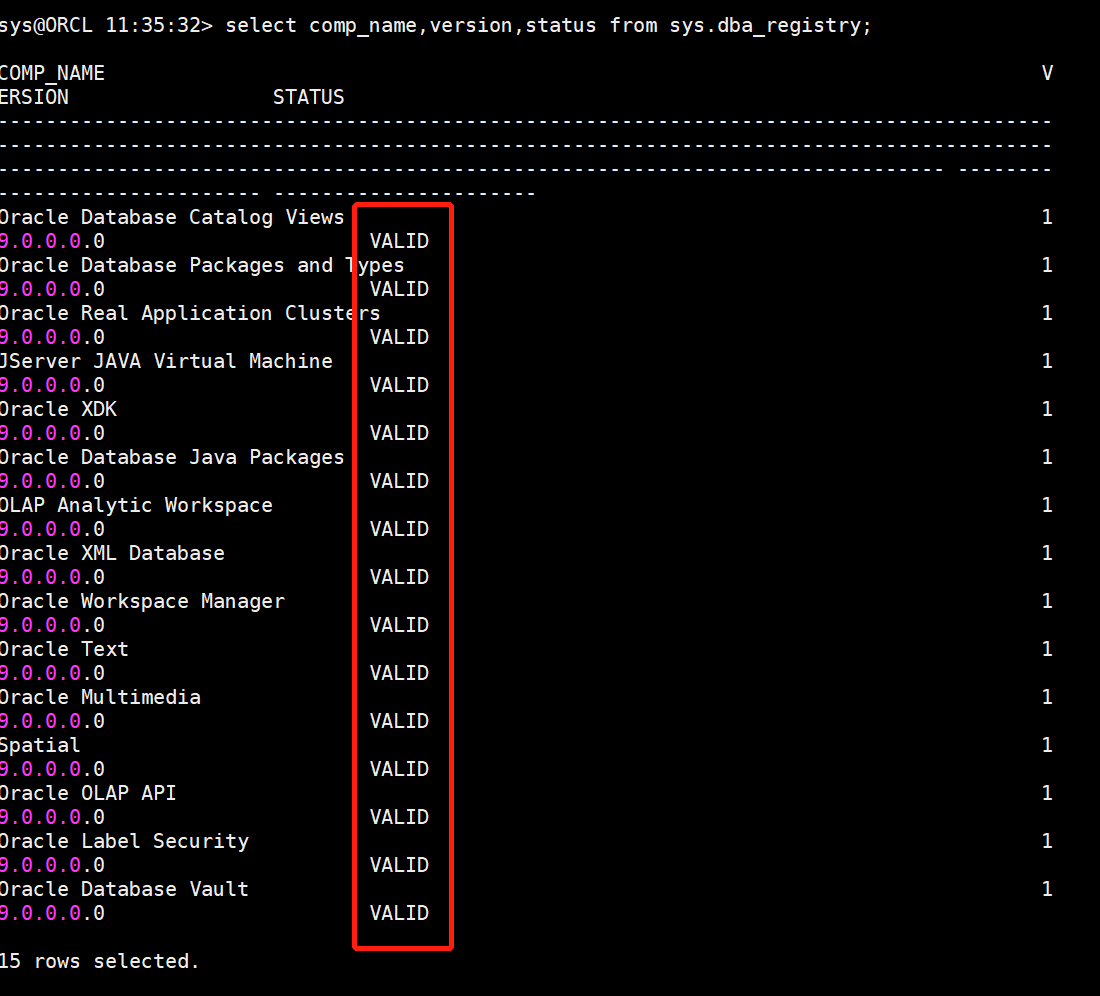 sys@ORCL 11:35:32> select comp_name,version,status from sys.dba_registry;
COMP_NAME V
ERSION STATUS
----------------------------------------------------------------------------------------
----------------------------------------------------------------------------------------
------------------------------------------------------------------------------- --------
---------------------- ----------------------
Oracle Database Catalog Views 1
9.0.0.0.0 VALID
Oracle Database Packages and Types 1
9.0.0.0.0 VALID
Oracle Real Application Clusters 1
9.0.0.0.0 VALID
JServer JAVA Virtual Machine 1
9.0.0.0.0 VALID
Oracle XDK 1
9.0.0.0.0 VALID
Oracle Database Java Packages 1
9.0.0.0.0 VALID
OLAP Analytic Workspace 1
9.0.0.0.0 VALID
Oracle XML Database 1
9.0.0.0.0 VALID
Oracle Workspace Manager 1
9.0.0.0.0 VALID
Oracle Text 1
9.0.0.0.0 VALID
Oracle Multimedia 1
9.0.0.0.0 VALID
Spatial 1
9.0.0.0.0 VALID
Oracle OLAP API 1
9.0.0.0.0 VALID
Oracle Label Security 1
9.0.0.0.0 VALID
Oracle Database Vault 1
9.0.0.0.0 VALID
15 rows selected.